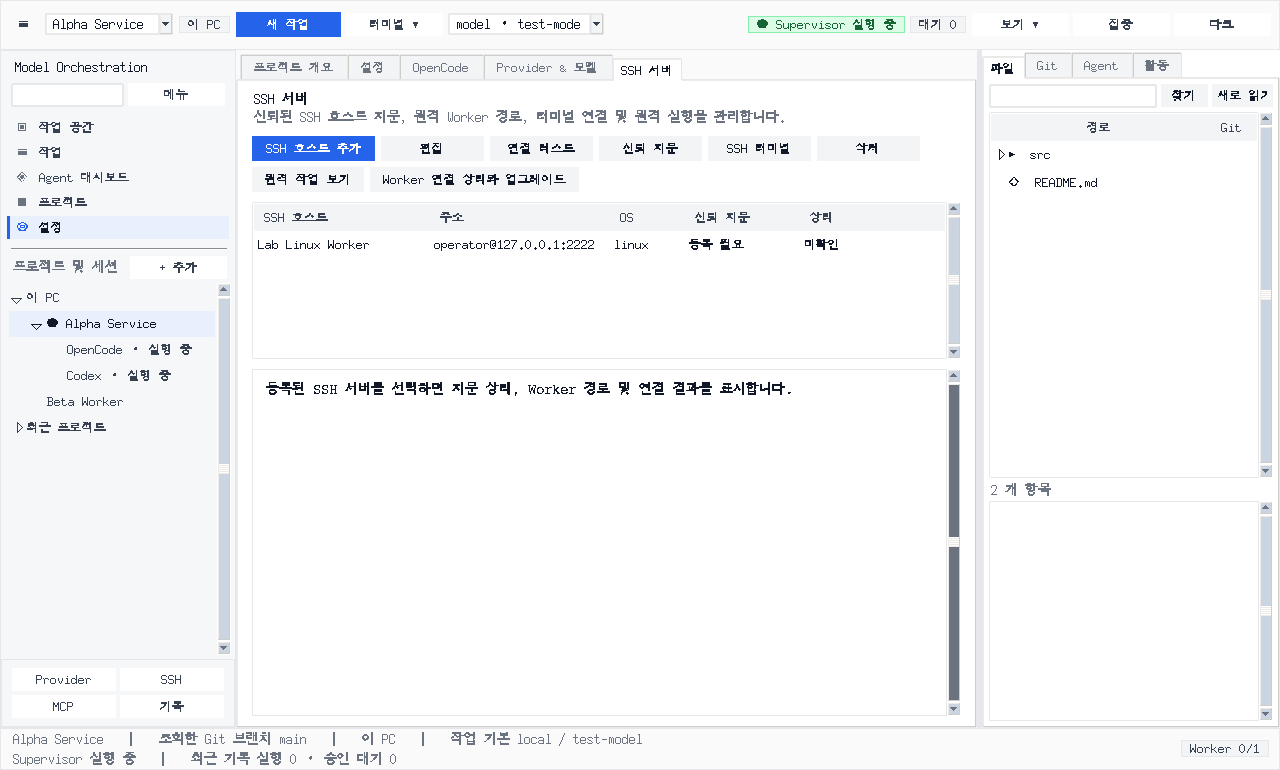 ≡ Alpha Service 이 PC 새 작업 터미널 ▼ model • test-mode Supervisor 실행 중 대기 0 보기 ▼ 집중 다크
Model Orchestration
메뉴
작업 공간
작업
Agent 대시보드
프로젝트
설정
프로젝트 및 세션 + 추가
이 PC
Alpha Service
OpenCode • 실행 중
Codex • 실행 중
Beta Worker
최근 프로젝트
Provider SSH
MCP 기록
프로젝트 개요 설정 OpenCode Provider & 모델 SSH 서버
SSH 서버
신뢰된 SSH 호스트 지문, 원격 Worker 경로, 터미널 연결 및 원격 실행을 관리합니다.
SSH 호스트 추가 편집 연결 테스트 신뢰 지문 SSH 터미널 삭제
원격 작업 보기 Worker 연결 상태와 업그레이드
SSH 호스트 주소 OS 신뢰 지문 상태
Lab Linux Worker operator@127.0.0.1:2222 linux 등록 필요 미확인
등록된 SSH 서버를 선택하면 지문 상태, Worker 경로 및 연결 결과를 표시합니다.
파일 Git Agent 활동
찾기 새로 읽기
경로 Git
src
README.md
2 개 항목
Alpha Service | 조회한 Git 브랜치 main | 이 PC | 작업 기본 local / test-model
Supervisor 실행 중 | 최근 기록 실행 0 • 승인 대기 0
Worker 0/1